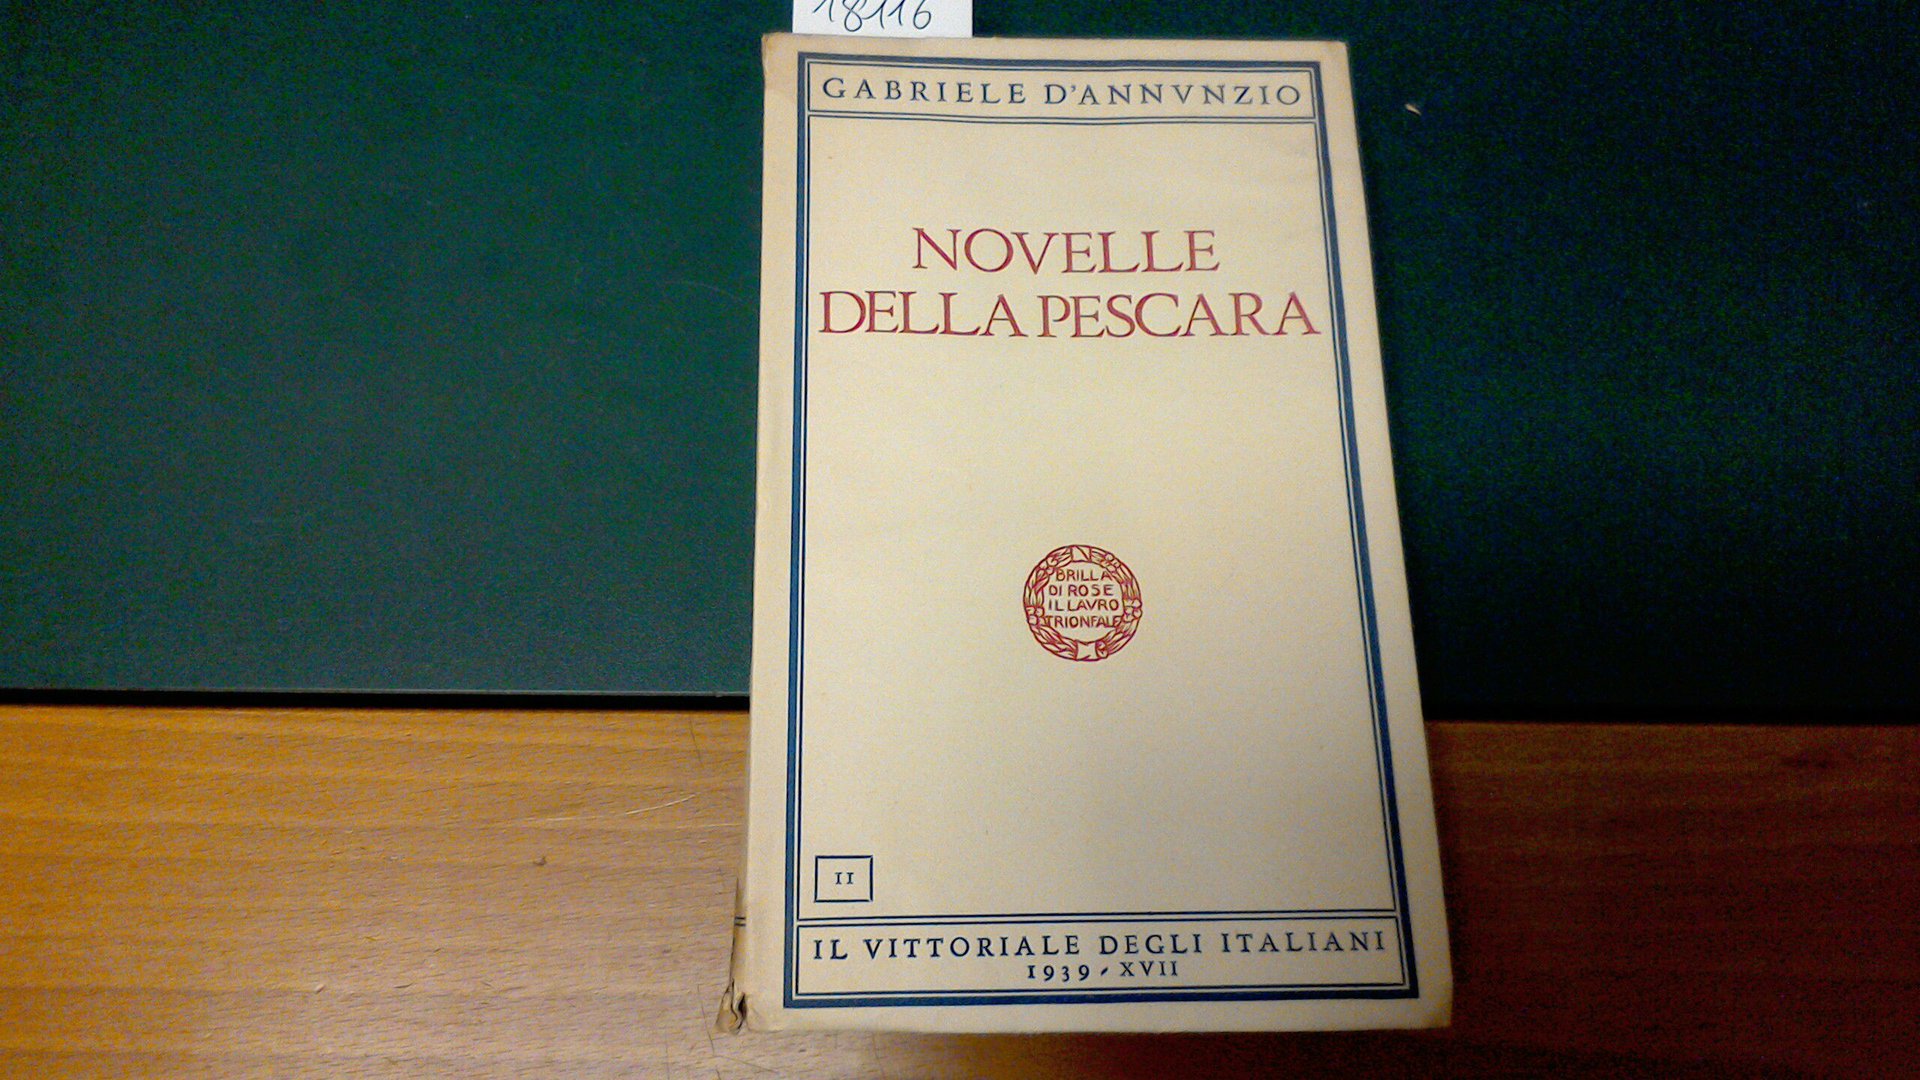 18116
GABRIELE D'ANNVNZIO
NOVELLE
DELLA PESCARA
BRILLA
DI ROSE
IL LAVRO
TRIONFALE
II
IL VITTORIALE DEGLI ITALIANI
1939 - XVII